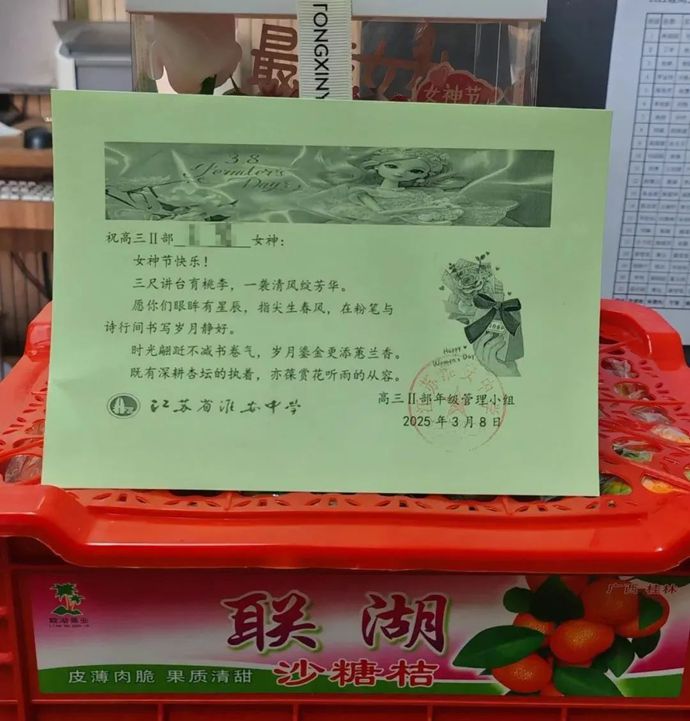 TONGXINY
最
女
女神节
3.8
Women's
Day
祝高三Ⅱ部 女神：
女神节快乐！
三尺讲台育桃李，一袭清风绽芳华。
愿你们眼眸有星辰，指尖生春风，在粉笔与
诗行间书写岁月静好。
时光翩跹不减书卷气，岁月鎏金更添蕙兰香。
既有深耕杏坛的执着，亦葆赏花听雨的从容。
Happy
Women's Day
江苏省淮安中学
高三Ⅱ部年级管理小组
2025年3月8日
广西·桂林
联湖
皮薄肉脆 果质清甜
沙糖桔